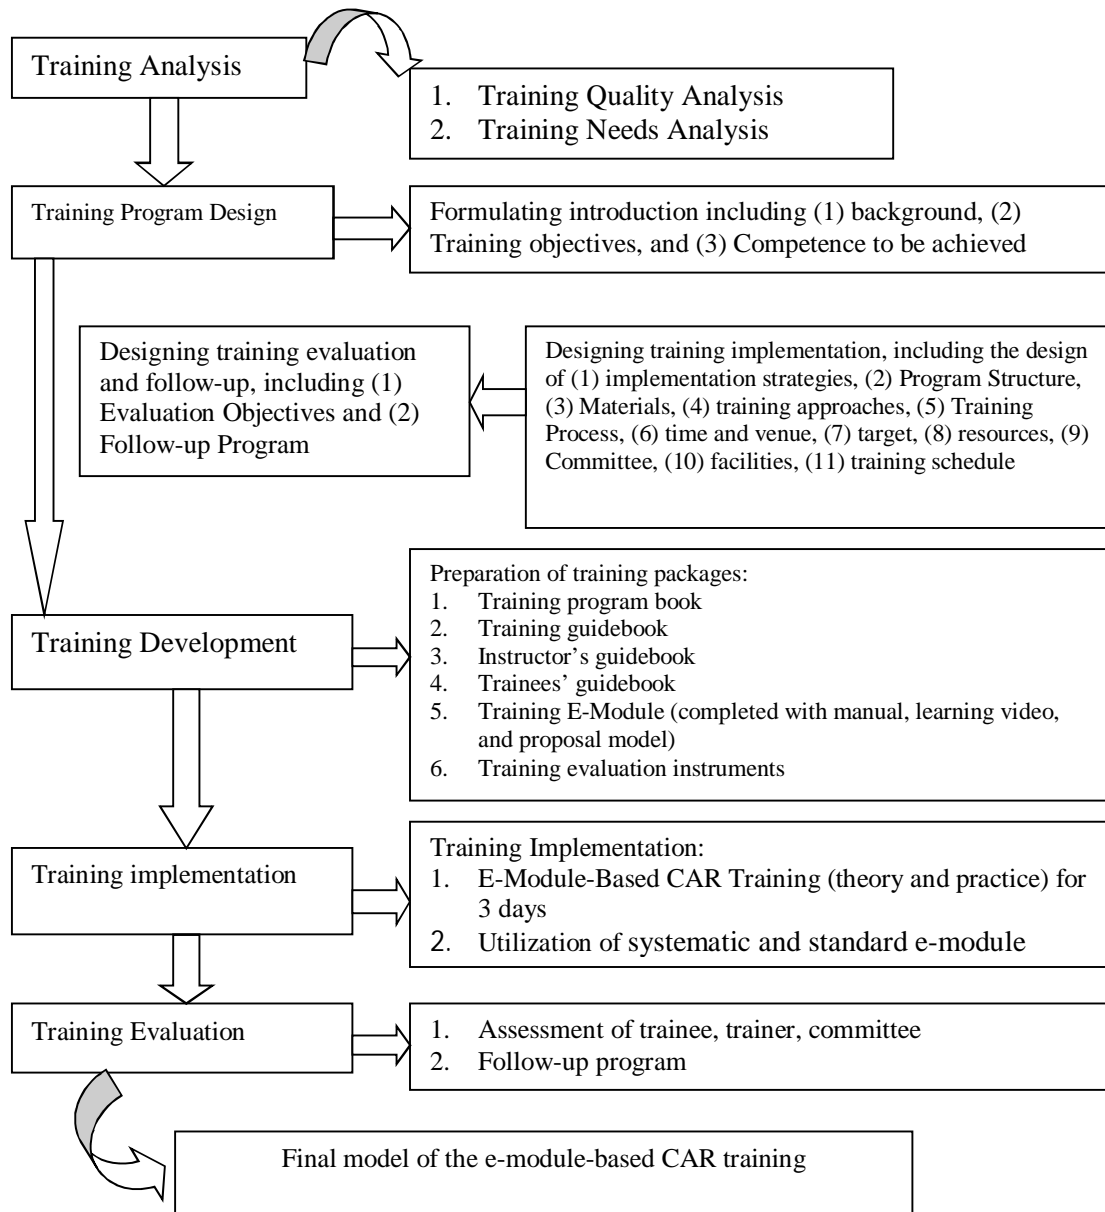 Training Analysis
1. Training Quality Analysis
2. Training Needs Analysis
Training Program Design
Formulating introduction including (1) background, (2)
Training objectives, and (3) Competence to be achieved
Designing training evaluation
and follow-up, including (1)
Evaluation Objectives and (2)
Follow-up Program
Designing training implementation, including the design
of (1) implementation strategies, (2) Program Structure,
(3) Materials, (4) training approaches, (5) Training
Process, (6) time and venue, (7) target, (8) resources, (9)
Committee, (10) facilities, (11) training schedule
Training Development
Preparation of training packages:
1. Training program book
2. Training guidebook
3. Instructor’s guidebook
4. Trainees’ guidebook
5. Training E-Module (completed with manual, learning video,
and proposal model)
6. Training evaluation instruments
Training implementation
Training Implementation:
1. E-Module-Based CAR Training (theory and practice) for
3 days
2. Utilization of systematic and standard e-module
Training Evaluation
1. Assessment of trainee, trainer, committee
2. Follow-up program
Final model of the e-module-based CAR training